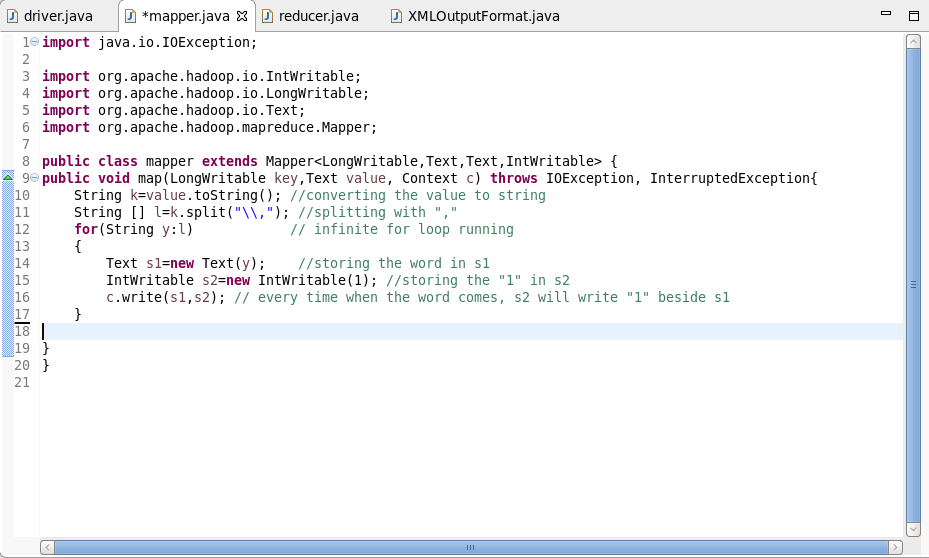 driver.java *mapper.java reducer.java XMLOutputFormat.java
1 import java.io.IOException;
2
3 import org.apache.hadoop.io.IntWritable;
4 import org.apache.hadoop.io.LongWritable;
5 import org.apache.hadoop.io.Text;
6 import org.apache.hadoop.mapreduce.Mapper;
7
8 public class mapper extends Mapper<LongWritable,Text,Text,IntWritable> {
9 public void map(LongWritable key,Text value, Context c) throws IOException, InterruptedException{
10     String k=value.toString(); //converting the value to string
11     String [] l=k.split("\\,"); //splitting with ","
12     for(String y:l)            // infinite for loop running
13     {
14         Text s1=new Text(y);    //storing the word in s1
15         IntWritable s2=new IntWritable(1); //storing the "1" in s2
16         c.write(s1,s2); // every time when the word comes, s2 will write "1" beside s1
17     }
18
19 }
20 }
21